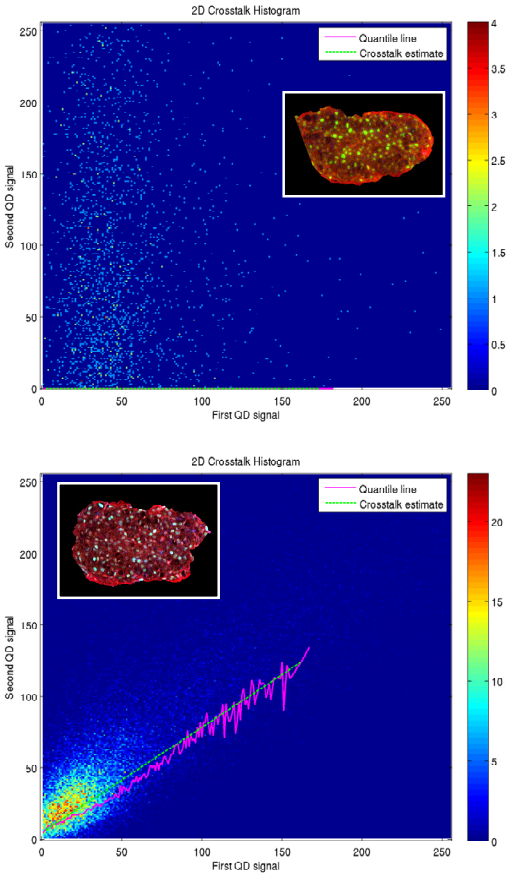 2D Crosstalk Histogram
Quantile line
Crosstalk estimate
250
200
150
100
50
0
Second QD signal
0 50 100 150 200 250
First QD signal
4
3.5
3
2.5
2
1.5
1
0.5
0
2D Crosstalk Histogram
Quantile line
Crosstalk estimate
250
200
150
100
50
0
Second QD signal
0 50 100 150 200 250
First QD signal
20
15
10
5
0